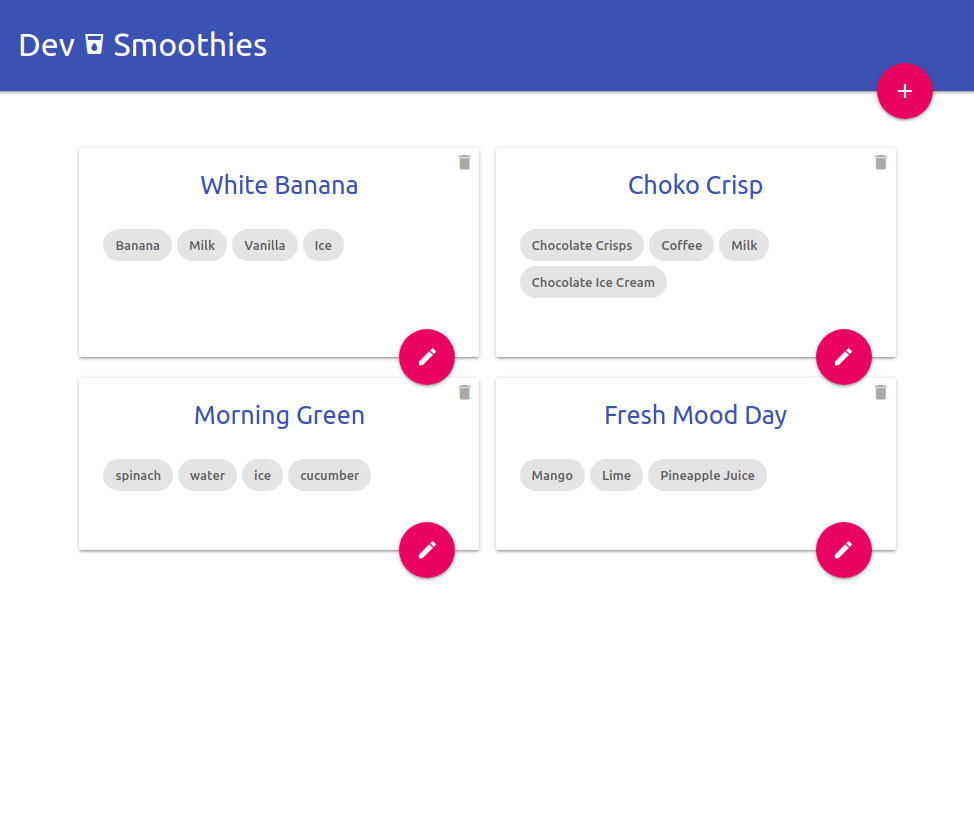 Dev Smoothies
White Banana
Banana Milk Vanilla Ice
Choko Crisp
Chocolate Crisps Coffee Milk
Chocolate Ice Cream
Morning Green
spinach water ice cucumber
Fresh Mood Day
Mango Lime Pineapple Juice